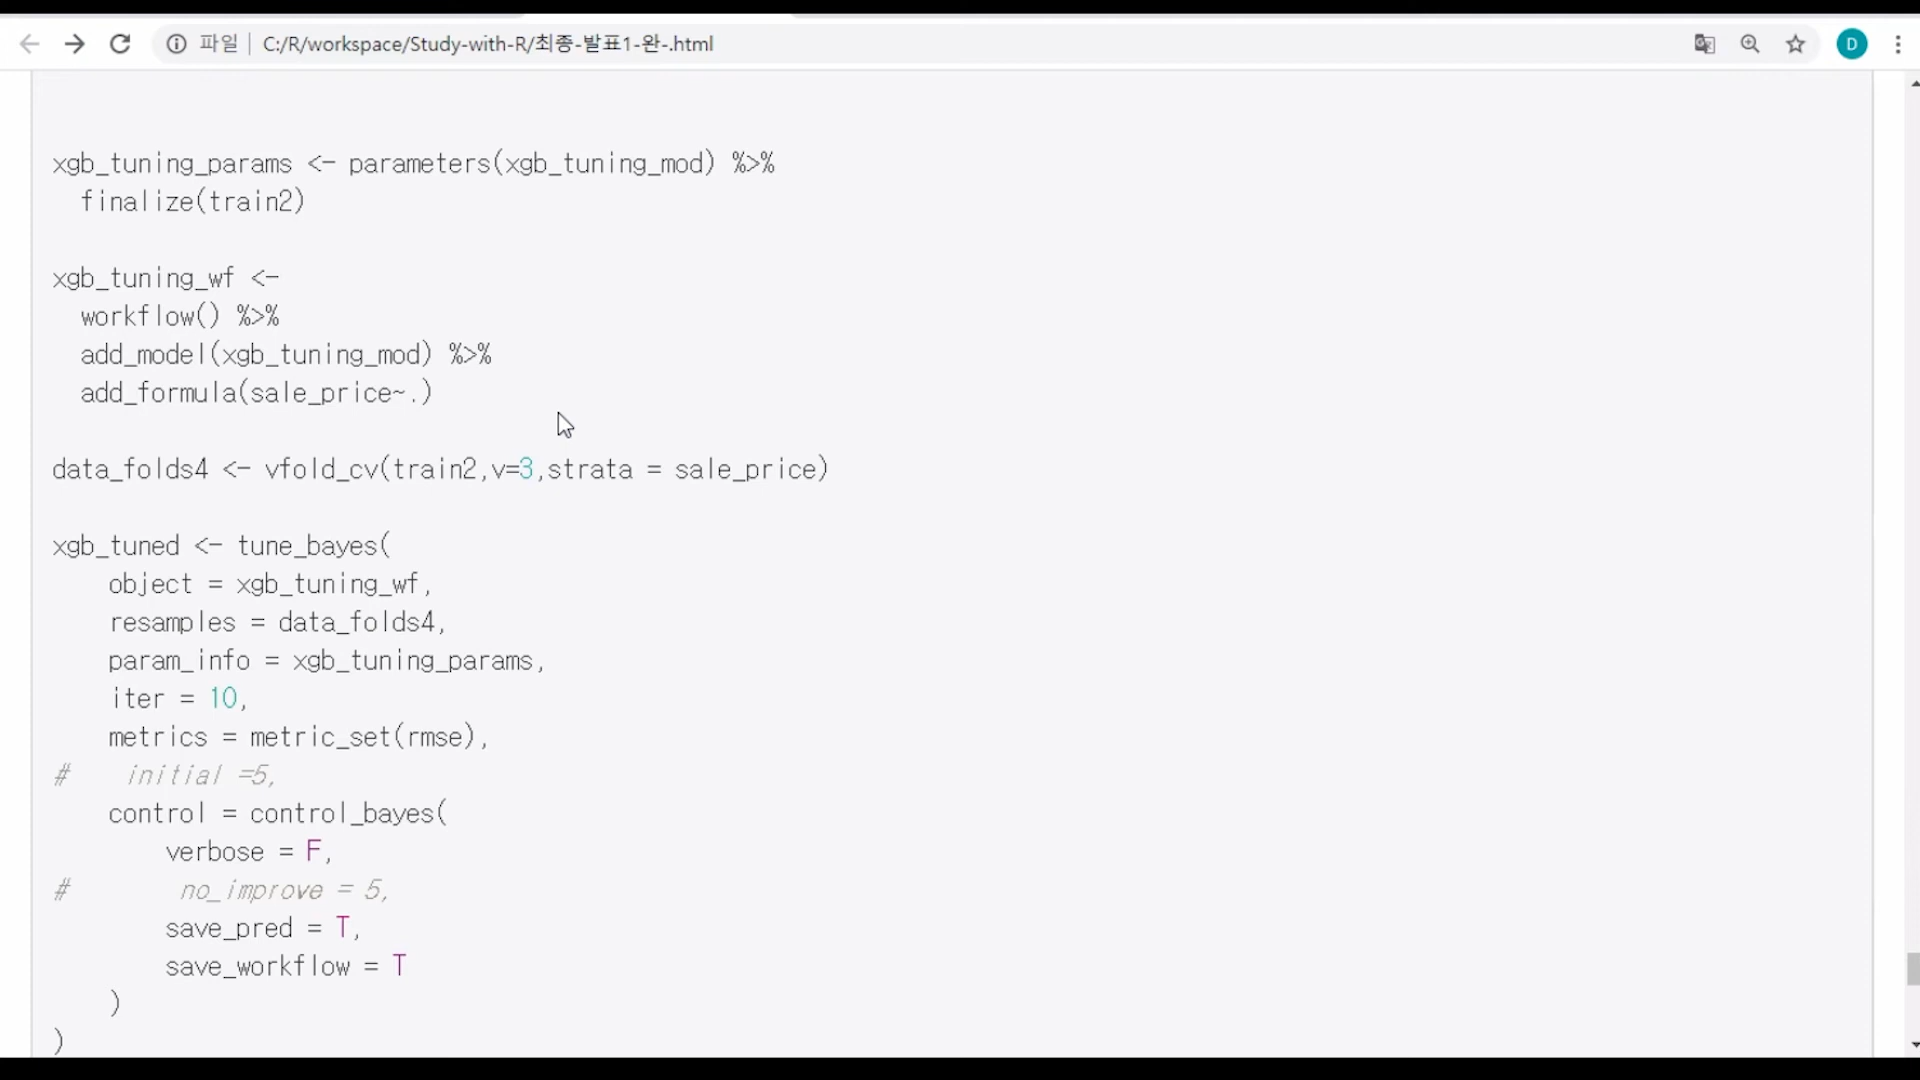 파일 C:/R/workspace/Study-with-R/최종-발표1-완-.html D
xgb_tuning_params <- parameters(xgb_tuning_mod) %>%
  finalize(train2)
xgb_tuning_wf <-
  workflow() %>%
  add_model(xgb_tuning_mod) %>%
  add_formula(sale_price~.)
data_folds4 <- vfold_cv(train2,v=3,strata = sale_price)
xgb_tuned <- tune_bayes(
    object = xgb_tuning_wf,
    resamples = data_folds4,
    param_info = xgb_tuning_params,
    iter = 10,
    metrics = metric_set(rmse),
#    initial =5,
    control = control_bayes(
        verbose = F,
#        no_improve = 5,
        save_pred = T,
        save_workflow = T
    )
)